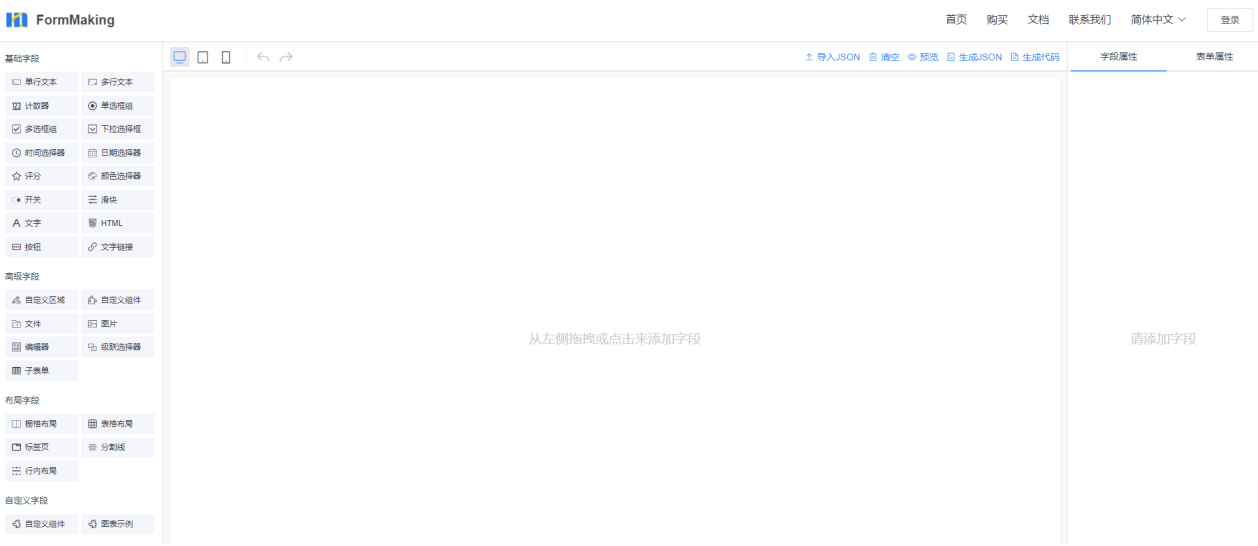 FormMaking
首页 购买 文档 联系我们 简体中文 登录
基础字段
单行文本 多行文本
123 计数器 单选框组
多选框组 下拉选择框
时间选择器 日期选择器
评分 颜色选择器
开关 滑块
文字 HTML
按钮 文字链接
高级字段
自定义区域 自定义组件
文件 图片
编辑器 级联选择器
子表单
布局字段
栅格布局 表格布局
标签页 分割线
行内布局
自定义字段
自定义组件 图表示例
导入JSON 清空 预览 生成JSON 生成代码
从左侧拖拽或点击来添加字段
字段属性 表单属性
请添加字段